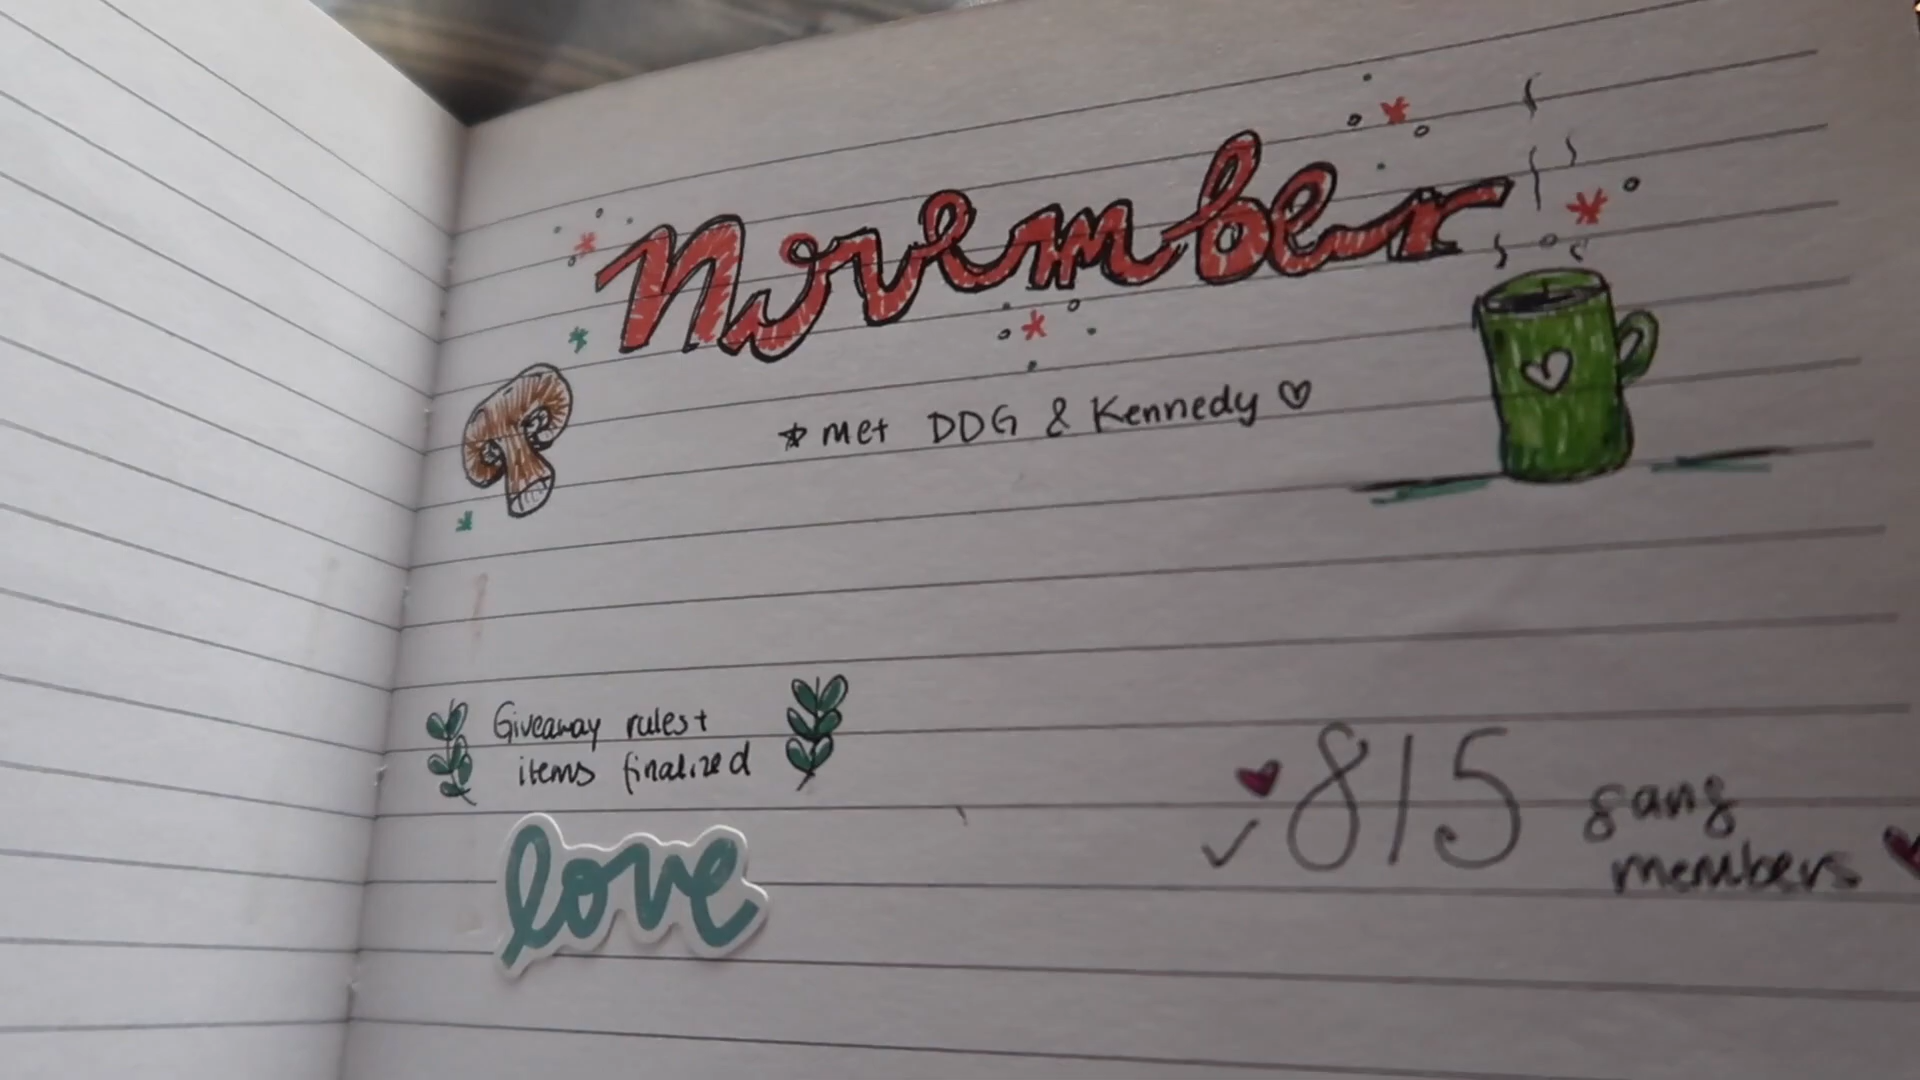 November
met DDG & Kennedy
Giveaway rules+
items finalized
love
815 gang
members